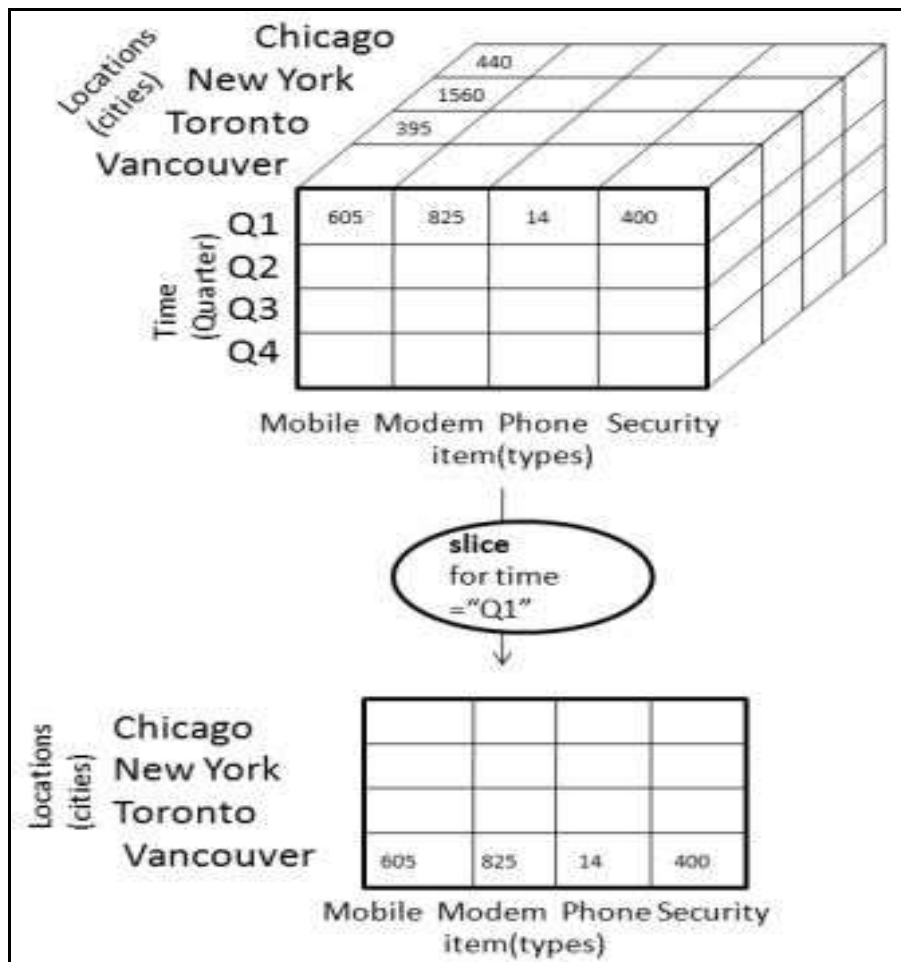 Locations
(cities)
Chicago
New York
Toronto
Vancouver
440
1560
395
Time
(Quarter)
Q1
Q2
Q3
Q4
605 825 14 400
Mobile Modem Phone Security
item(types)
slice
for time
=“Q1”
Locations
(cities)
Chicago
New York
Toronto
Vancouver
605 825 14 400
Mobile Modem Phone Security
item(types)